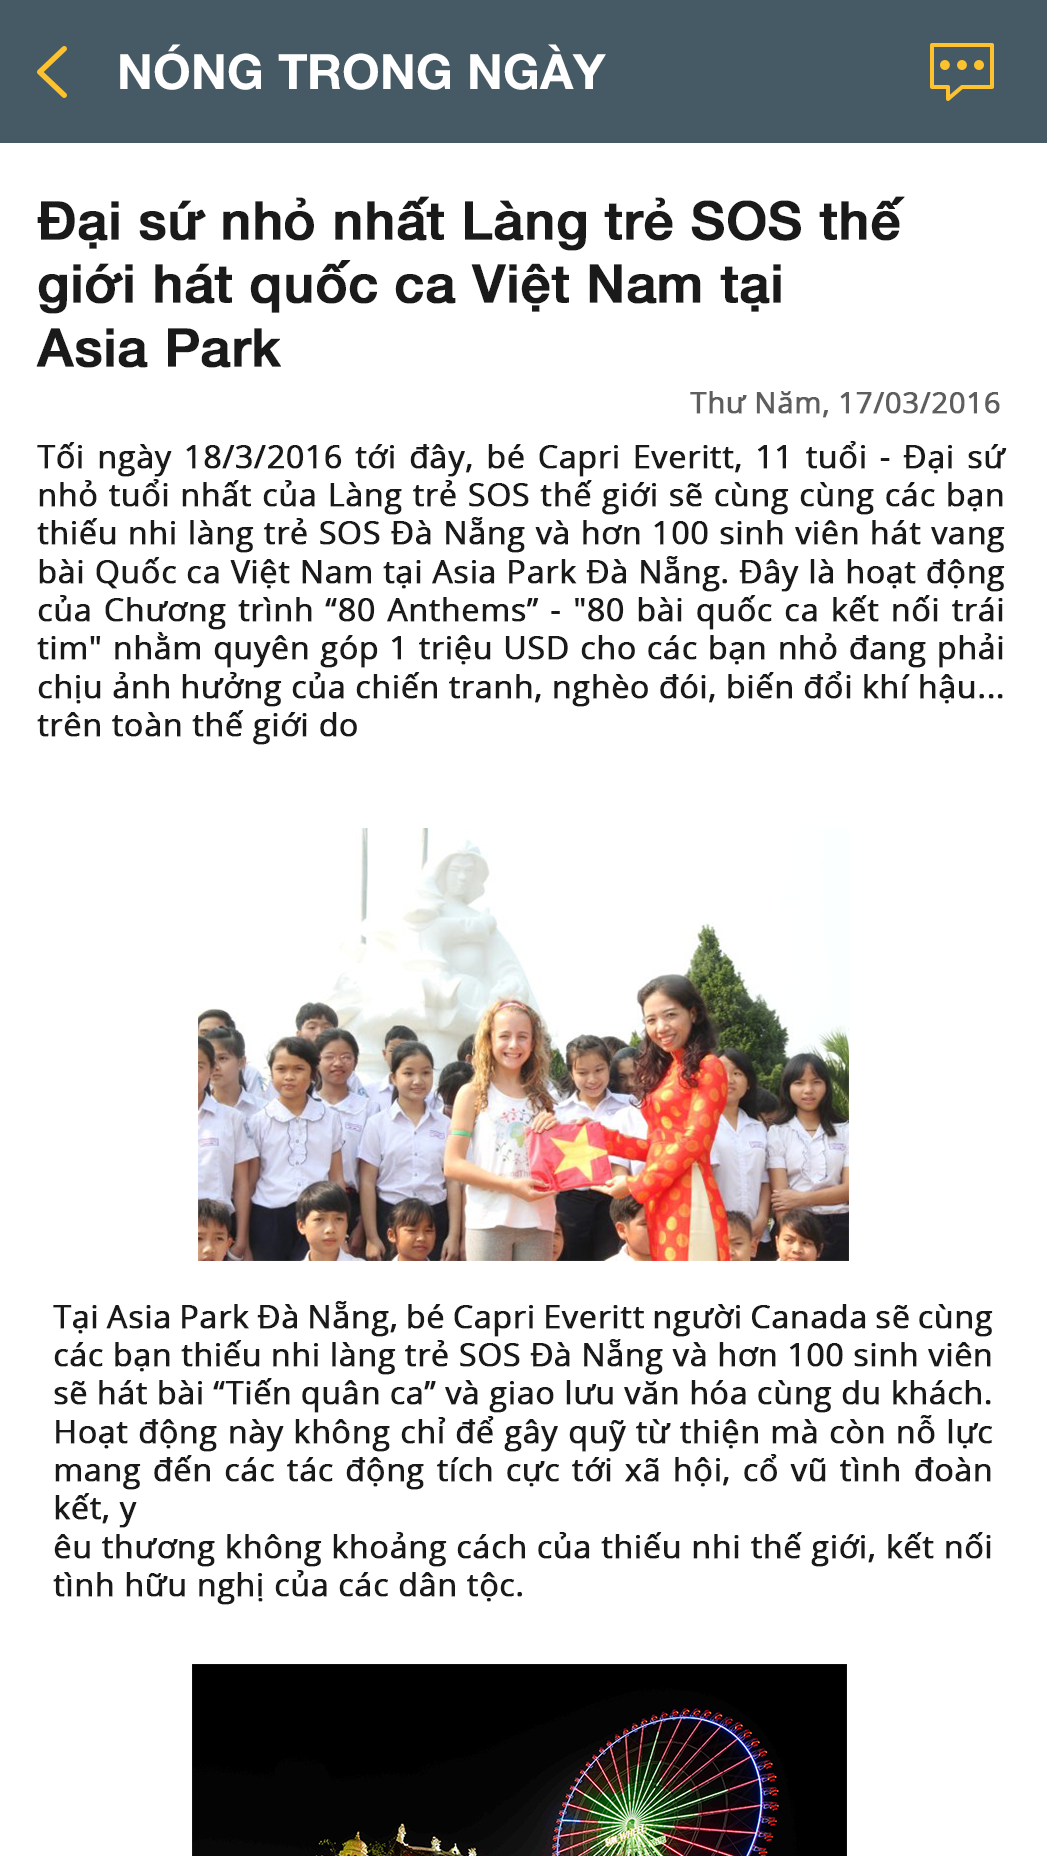 NÓNG TRONG NGÀY
Đại sứ nhỏ nhất Làng trẻ SOS thế
giới hát quốc ca Việt Nam tại
Asia Park
Thư Năm, 17/03/2016
Tối ngày 18/3/2016 tới đây, bé Capri Everitt, 11 tuổi - Đại sứ
nhỏ tuổi nhất của Làng trẻ SOS thế giới sẽ cùng cùng các bạn
thiếu nhi làng trẻ SOS Đà Nẵng và hơn 100 sinh viên hát vang
bài Quốc ca Việt Nam tại Asia Park Đà Nẵng. Đây là hoạt động
của Chương trình “80 Anthems” - "80 bài quốc ca kết nối trái
tim" nhằm quyên góp 1 triệu USD cho các bạn nhỏ đang phải
chịu ảnh hưởng của chiến tranh, nghèo đói, biến đổi khí hậu...
trên toàn thế giới do
Tại Asia Park Đà Nẵng, bé Capri Everitt người Canada sẽ cùng
các bạn thiếu nhi làng trẻ SOS Đà Nẵng và hơn 100 sinh viên
sẽ hát bài “Tiến quân ca” và giao lưu văn hóa cùng du khách.
Hoạt động này không chỉ để gây quỹ từ thiện mà còn nỗ lực
mang đến các tác động tích cực tới xã hội, cổ vũ tình đoàn
kết, y
êu thương không khoảng cách của thiếu nhi thế giới, kết nối
tình hữu nghị của các dân tộc.